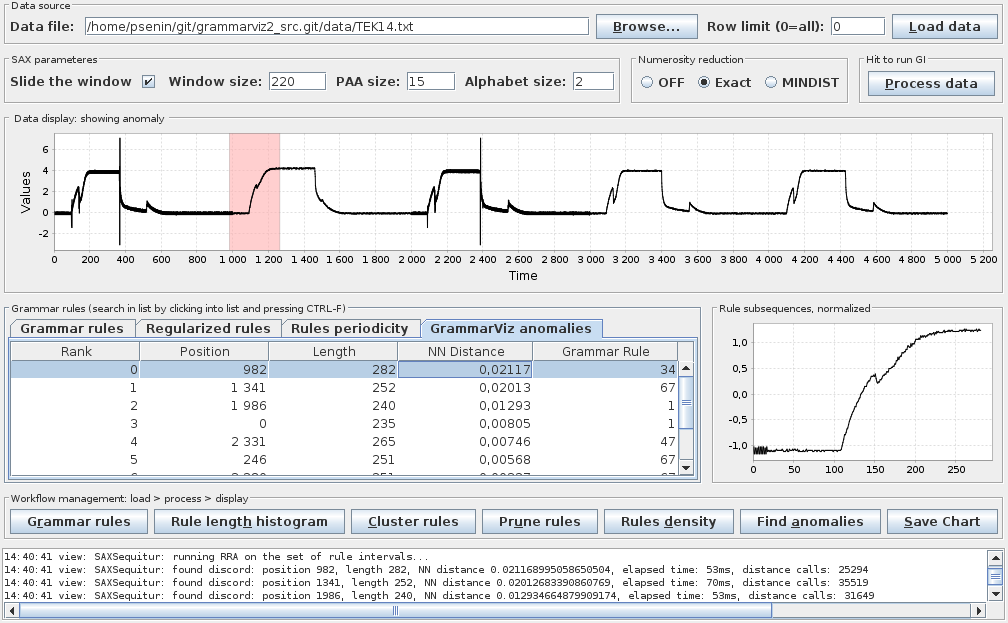 Data source
Data file: /home/psenin/git/grammarviz2_src.git/data/TEK14.txt Browse... Row limit (0=all): 0 Load data
SAX parameteres Numerosity reduction Hit to run GI
Slide the window Window size: 220 PAA size: 15 Alphabet size: 2 OFF Exact MINDIST Process data
Data display: showing anomaly
Values
6
4
2
0
-2
0 200 400 600 800 1 000 1 200 1 400 1 600 1 800 2 000 2 200 2 400 2 600 2 800 3 000 3 200 3 400 3 600 3 800 4 000 4 200 4 400 4 600 4 800 5 000 5 200
Time
Grammar rules (search in list by clicking into list and pressing CTRL-F)
Grammar rules Regularized rules Rules periodicity GrammarViz anomalies
Rank Position Length NN Distance Grammar Rule
0 982 282 0,02117 34
1 1 341 252 0,02013 67
2 1 986 240 0,01293 1
3 0 235 0,00805 1
4 2 331 265 0,00746 47
5 246 251 0,00568 67
Rule subsequences, normalized
1,0
0,5
0,0
-0,5
-1,0
0 50 100 150 200 250
Workflow management: load > process > display
Grammar rules Rule length histogram Cluster rules Prune rules Rules density Find anomalies Save Chart
14:40:41 view: SAXSequitur: running RRA on the set of rule intervals...
14:40:41 view: SAXSequitur: found discord: position 982, length 282, NN distance 0.021168995058650504, elapsed time: 53ms, distance calls: 25294
14:40:41 view: SAXSequitur: found discord: position 1341, length 252, NN distance 0.02012683390860769, elapsed time: 70ms, distance calls: 35519
14:40:41 view: SAXSequitur: found discord: position 1986, length 240, NN distance 0.012934664879909174, elapsed time: 53ms, distance calls: 31649